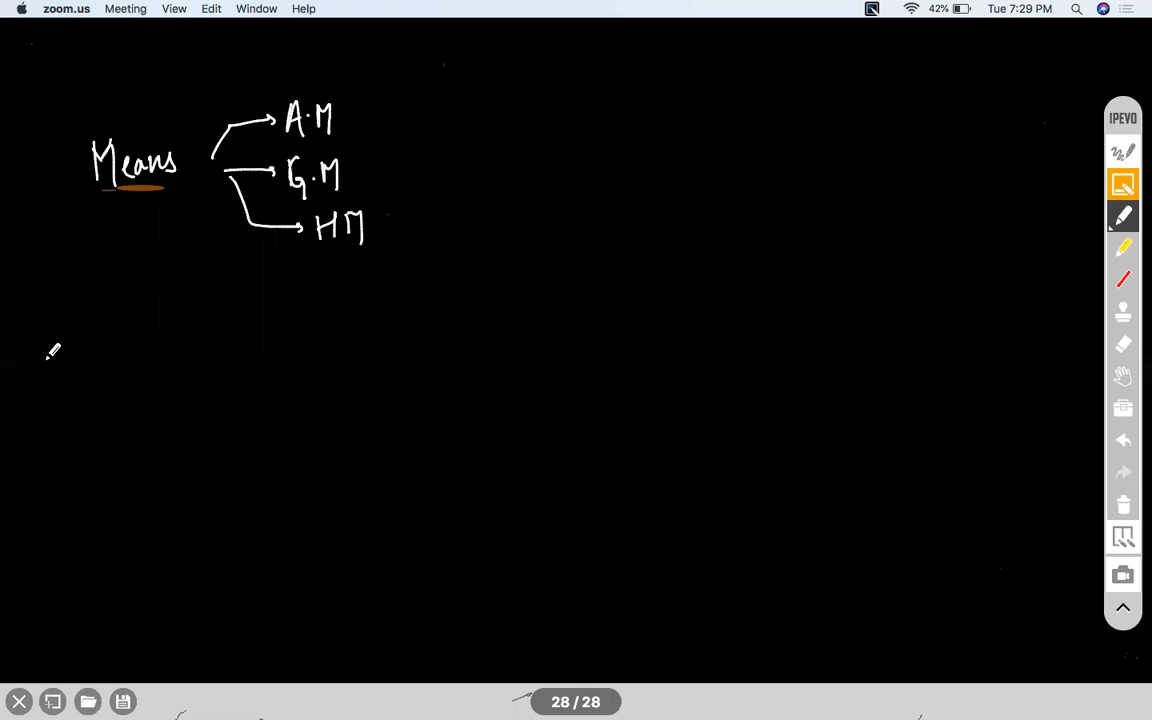 zoom.us Meeting View Edit Window Help 42% Tue 7:29 PM
IPEVO
A.M
Means
G.M
HM
28 / 28